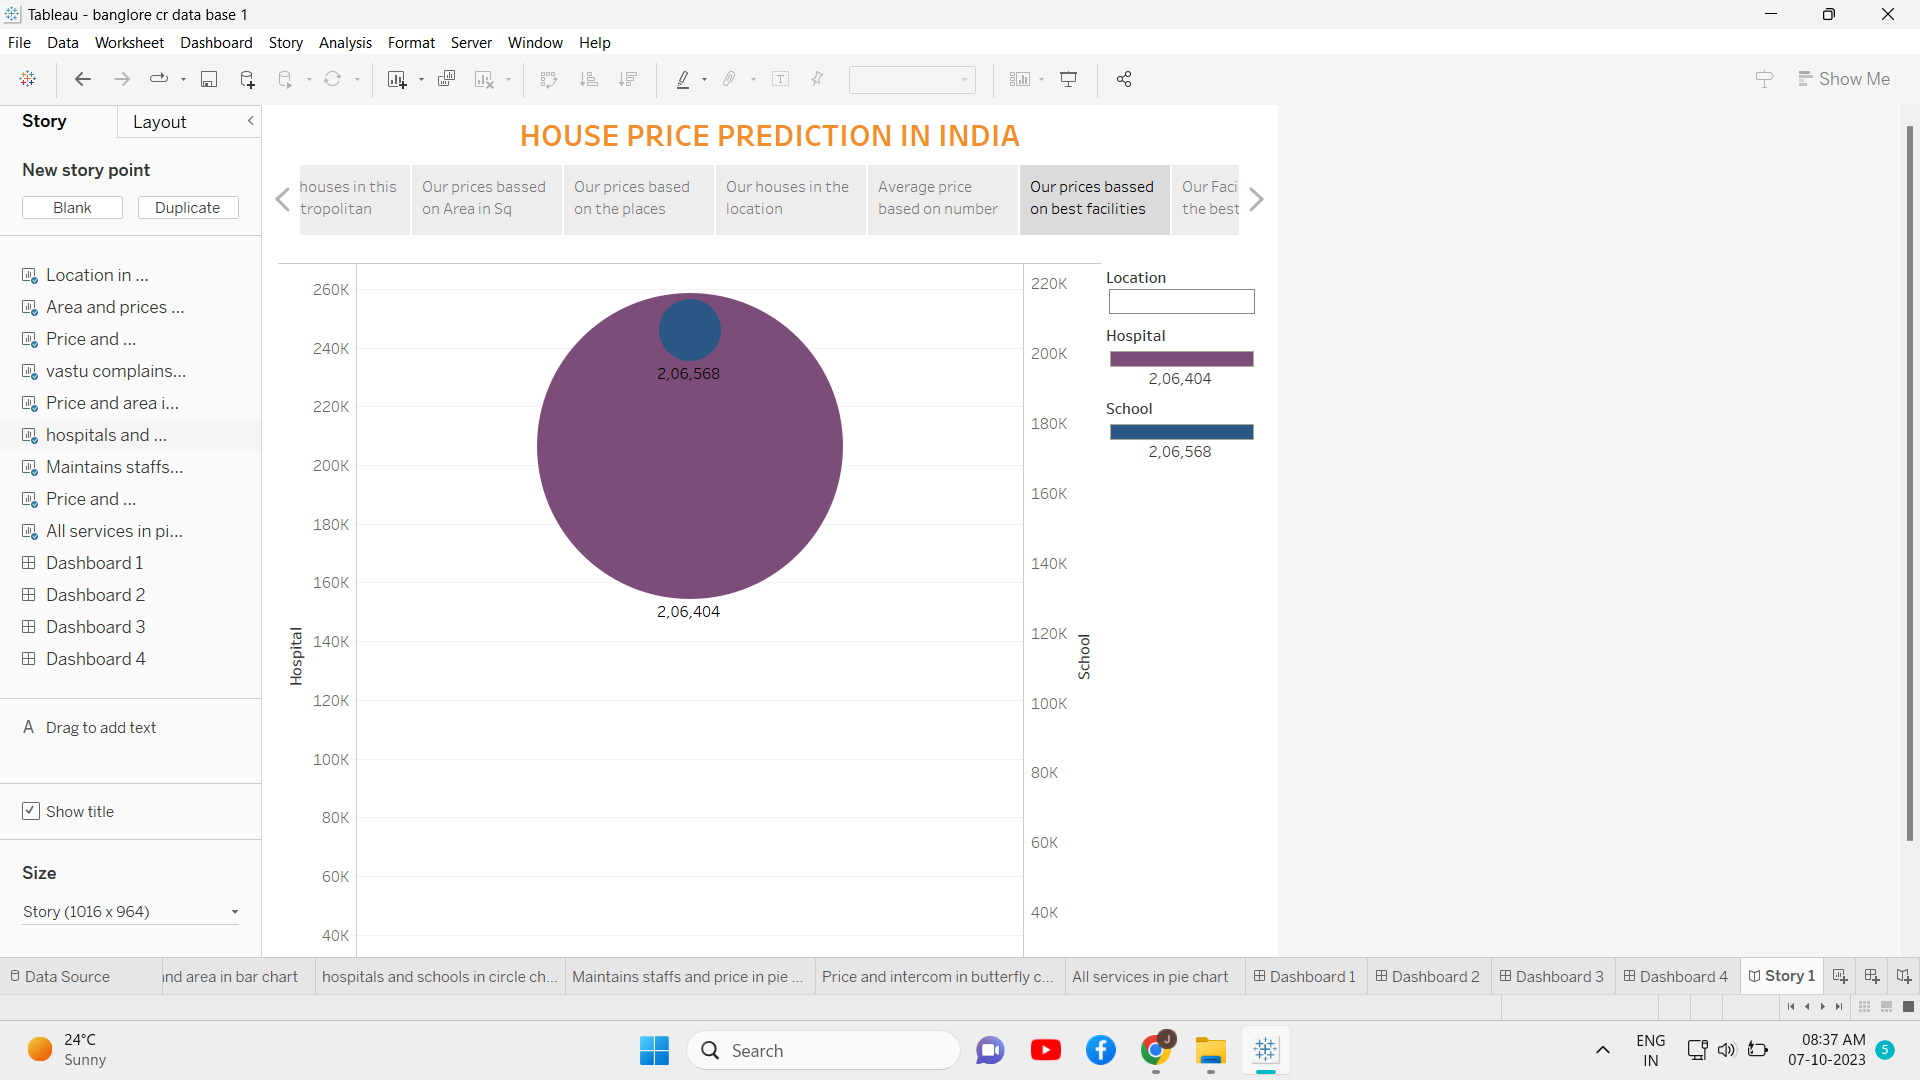 Tableau - banglore cr data base 1
File Data Worksheet Dashboard Story Analysis Format Server Window Help
Show Me
Story
Layout
New story point
Blank
Duplicate
Location in ...
Area and prices ...
Price and ...
vastu complains...
Price and area i...
hospitals and ...
Maintains staffs...
Price and ...
All services in pi...
Dashboard 1
Dashboard 2
Dashboard 3
Dashboard 4
A Drag to add text
Show title
Size
Story (1016 x 964)
HOUSE PRICE PREDICTION IN INDIA
houses in this
tropolitan
Our prices bassed
on Area in Sq
Our prices based
on the places
Our houses in the
location
Average price
based on number
Our prices bassed
on best facilities
Our Faci
the best
260K
240K
220K
200K
180K
160K
140K
120K
100K
80K
60K
40K
Hospital
2,06,568
2,06,404
220K
200K
180K
160K
140K
120K
100K
80K
60K
40K
School
Location
Hospital
2,06,404
School
2,06,568
Data Source
nd area in bar chart
hospitals and schools in circle ch...
Maintains staffs and price in pie ...
Price and intercom in butterfly c...
All services in pie chart
Dashboard 1
Dashboard 2
Dashboard 3
Dashboard 4
Story 1
24°C
Sunny
Search
J
ENG
IN
08:37 AM
07-10-2023
5